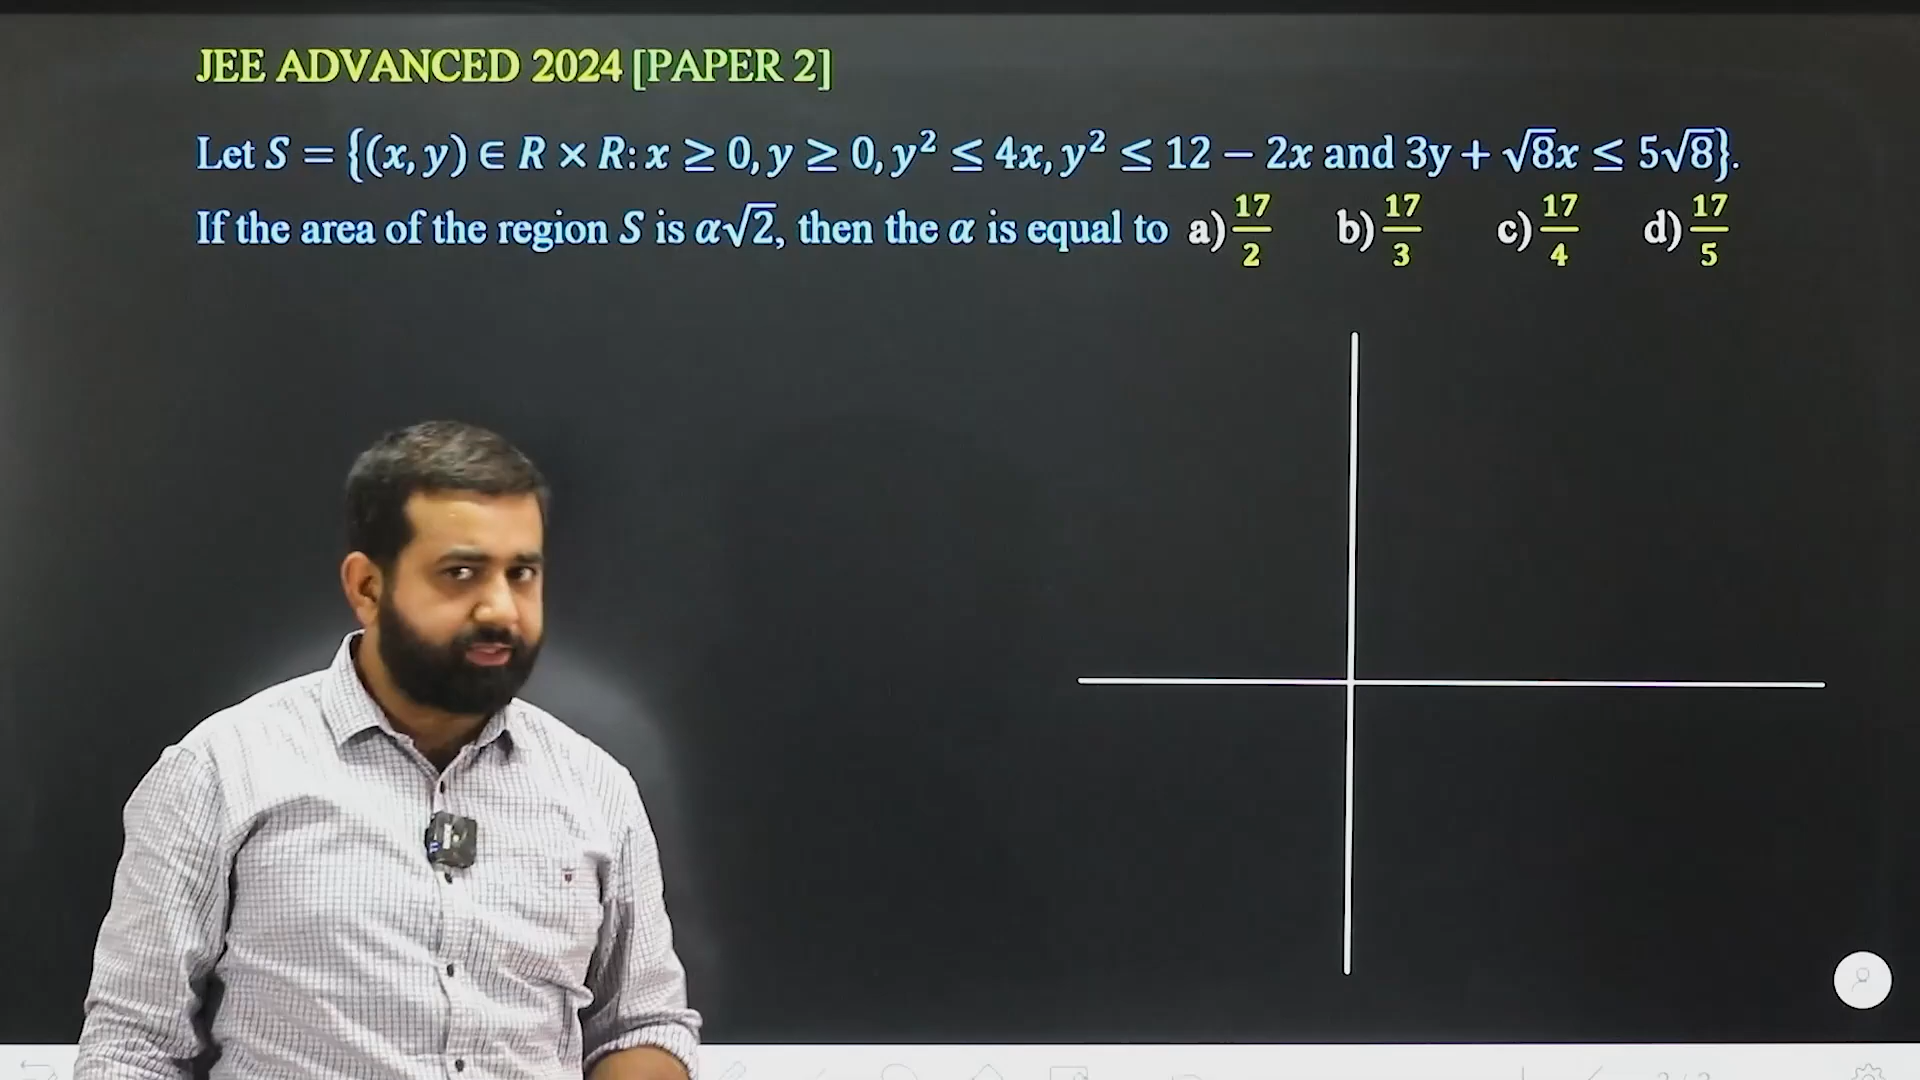 JEE ADVANCED 2024 [PAPER 2]
Let S = {(x, y) ∈ R × R: x ≥ 0, y ≥ 0, y² ≤ 4x, y² ≤ 12 − 2x and 3y + √8x ≤ 5√8}.
If the area of the region S is α√2, then the α is equal to a) 17/2 b) 17/3 c) 17/4 d) 17/5